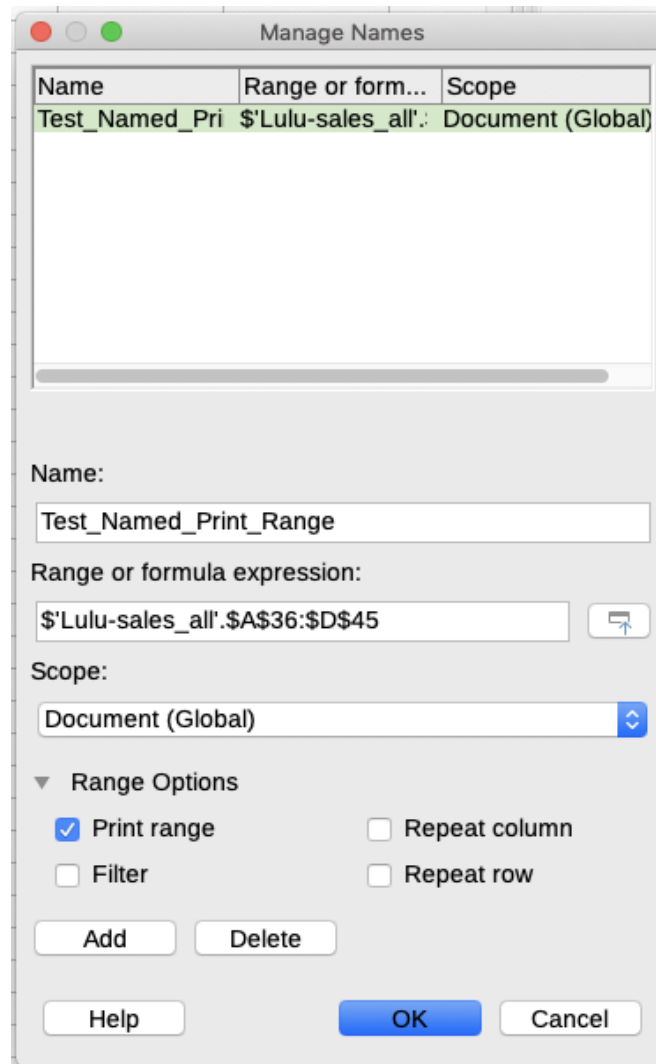 Manage Names
Name Range or form... Scope
Test_Named_Pri $'Lulu-sales_all'.: Document (Global)
Name:
Test_Named_Print_Range
Range or formula expression:
$'Lulu-sales_all'.$A$36:$D$45
Scope:
Document (Global)
Range Options
Print range Repeat column
Filter Repeat row
Add Delete
Help OK Cancel